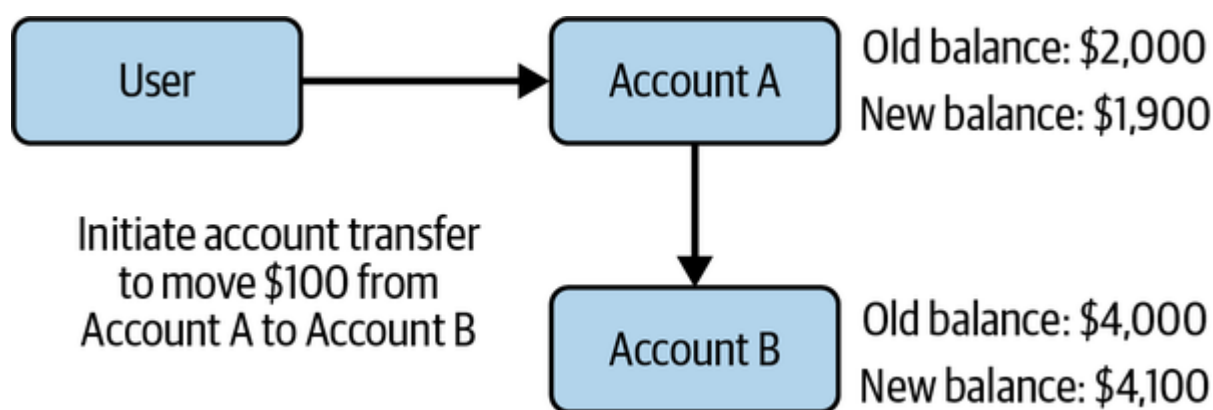 User
Account A
Old balance: $2,000
New balance: $1,900
Initiate account transfer
to move $100 from
Account A to Account B
Account B
Old balance: $4,000
New balance: $4,100